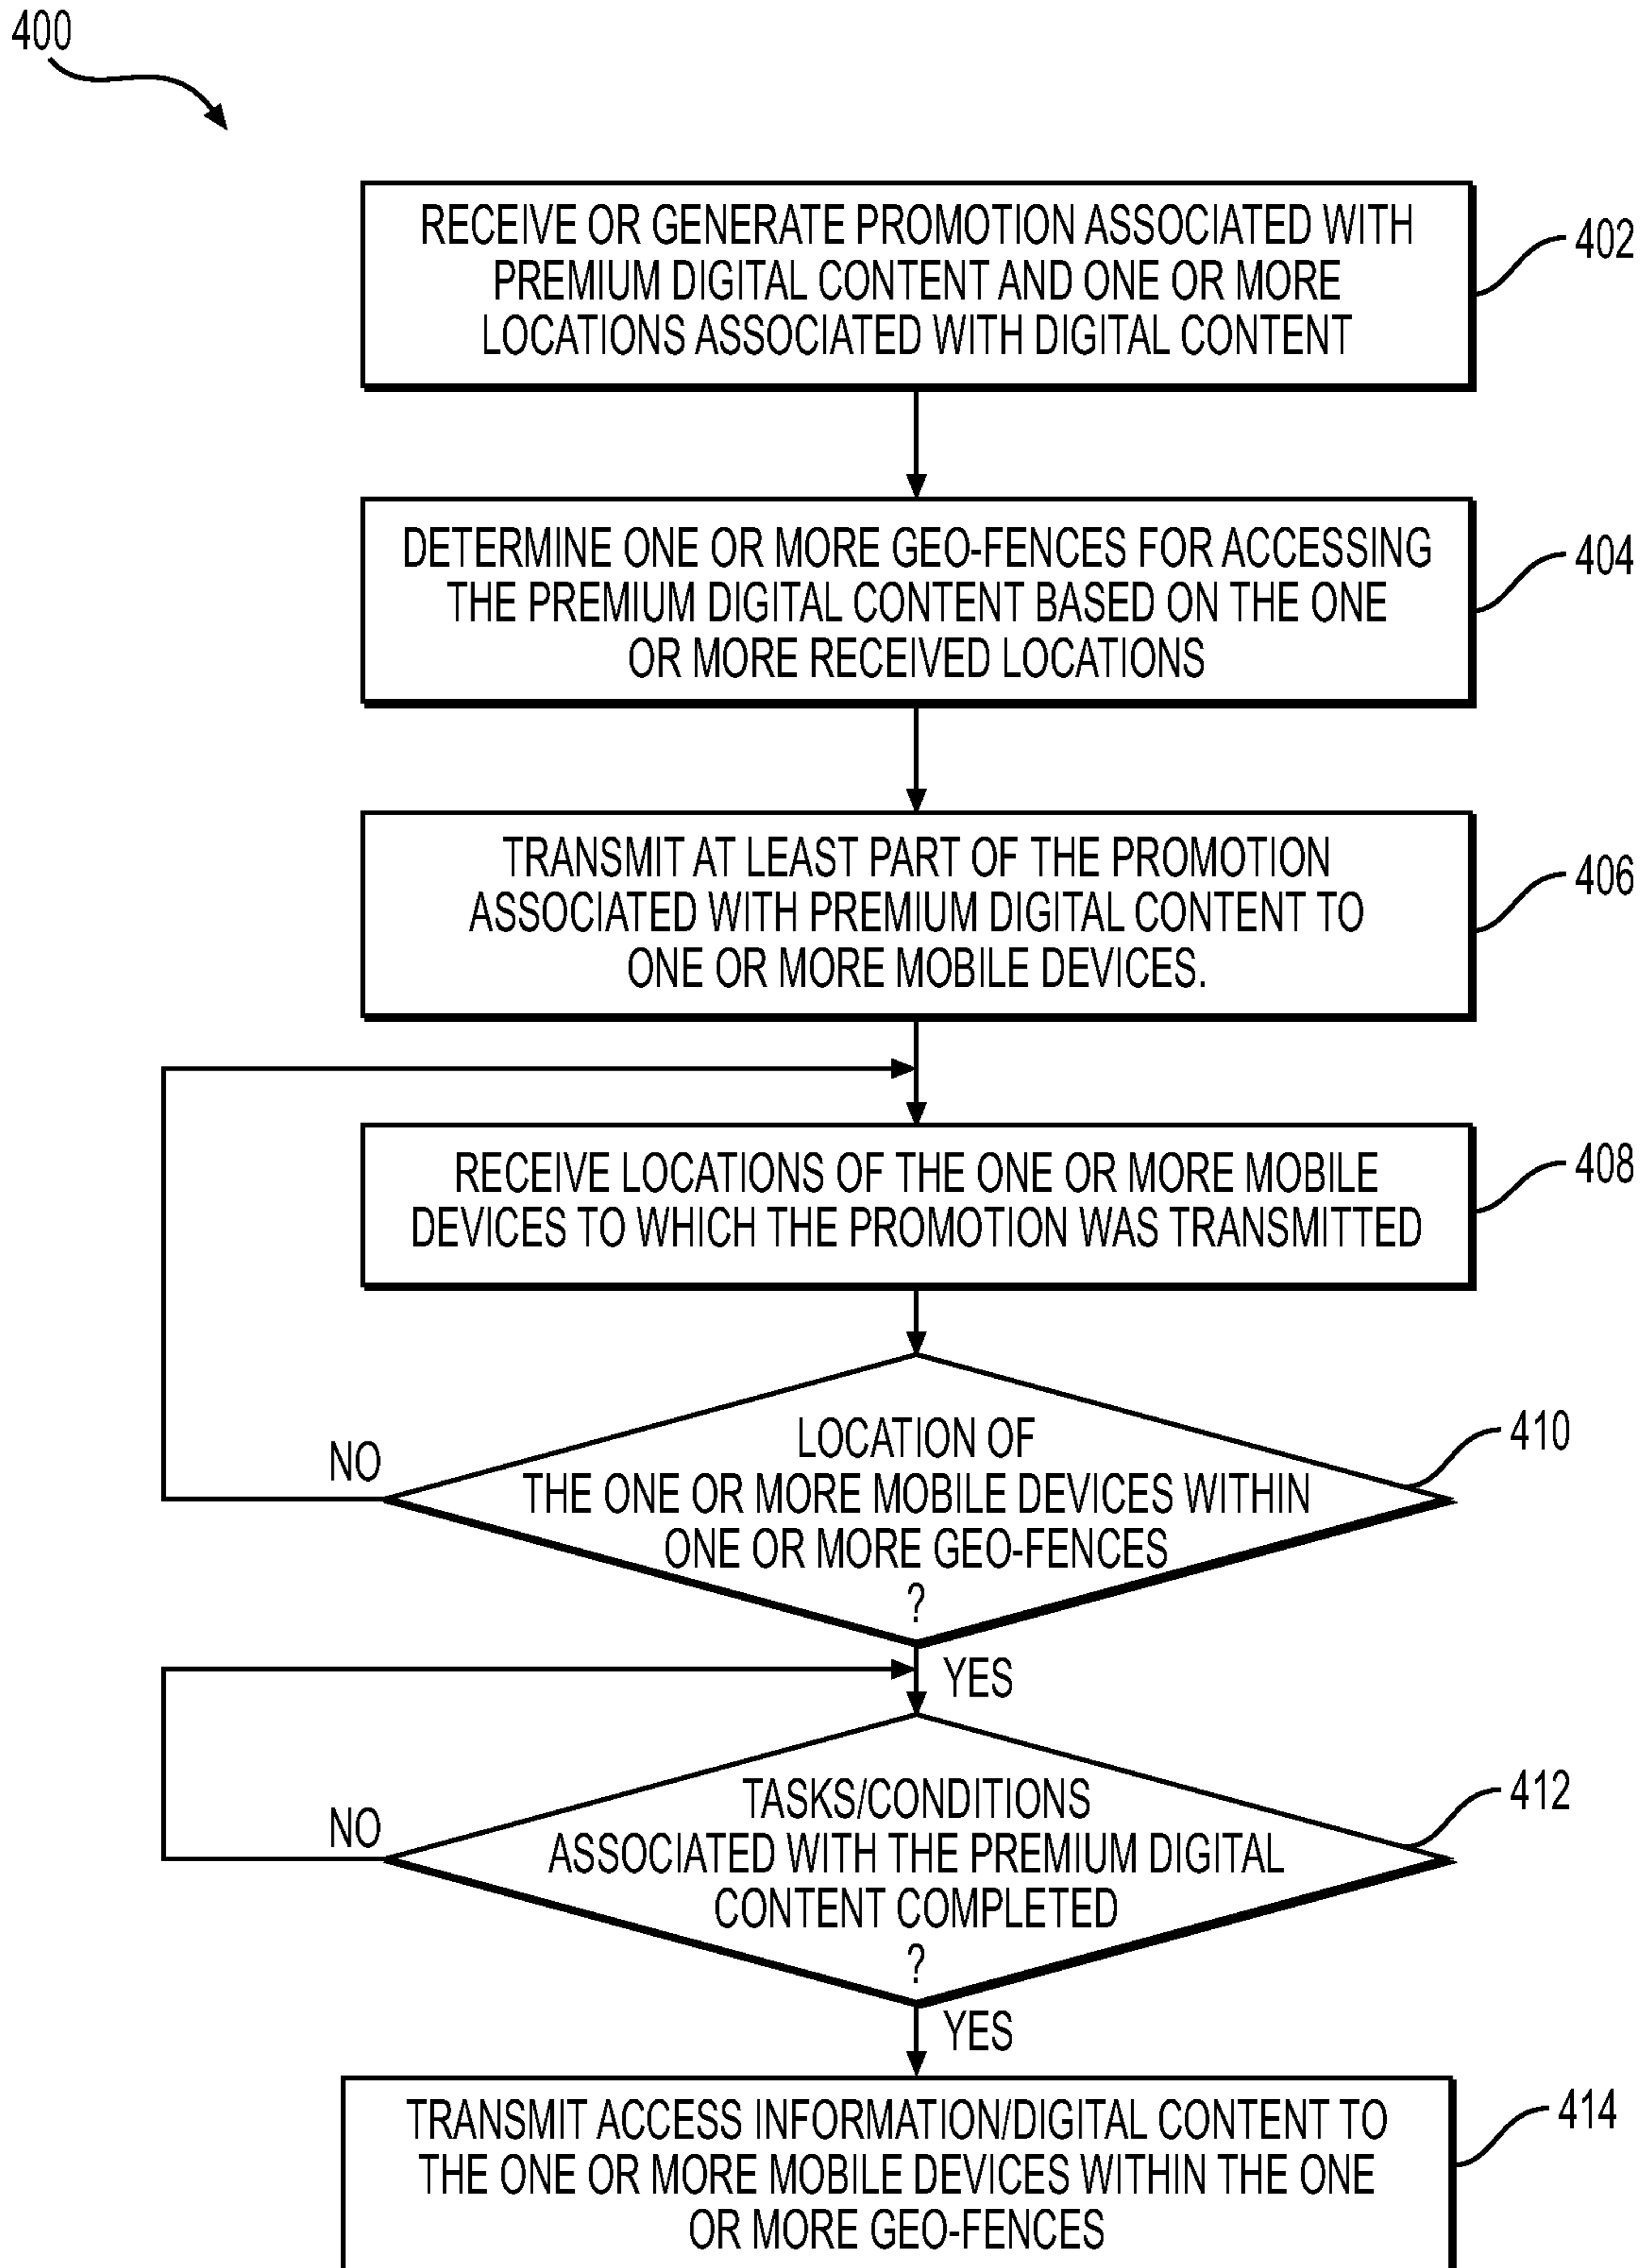 400
RECEIVE OR GENERATE PROMOTION ASSOCIATED WITH
PREMIUM DIGITAL CONTENT AND ONE OR MORE
LOCATIONS ASSOCIATED WITH DIGITAL CONTENT
402
DETERMINE ONE OR MORE GEO-FENCES FOR ACCESSING
THE PREMIUM DIGITAL CONTENT BASED ON THE ONE
OR MORE RECEIVED LOCATIONS
404
TRANSMIT AT LEAST PART OF THE PROMOTION
ASSOCIATED WITH PREMIUM DIGITAL CONTENT TO
ONE OR MORE MOBILE DEVICES.
406
RECEIVE LOCATIONS OF THE ONE OR MORE MOBILE
DEVICES TO WHICH THE PROMOTION WAS TRANSMITTED
408
LOCATION OF
THE ONE OR MORE MOBILE DEVICES WITHIN
ONE OR MORE GEO-FENCES
?
410
NO
YES
TASKS/CONDITIONS
ASSOCIATED WITH THE PREMIUM DIGITAL
CONTENT COMPLETED
?
412
NO
YES
TRANSMIT ACCESS INFORMATION/DIGITAL CONTENT TO
THE ONE OR MORE MOBILE DEVICES WITHIN THE ONE
OR MORE GEO-FENCES
414